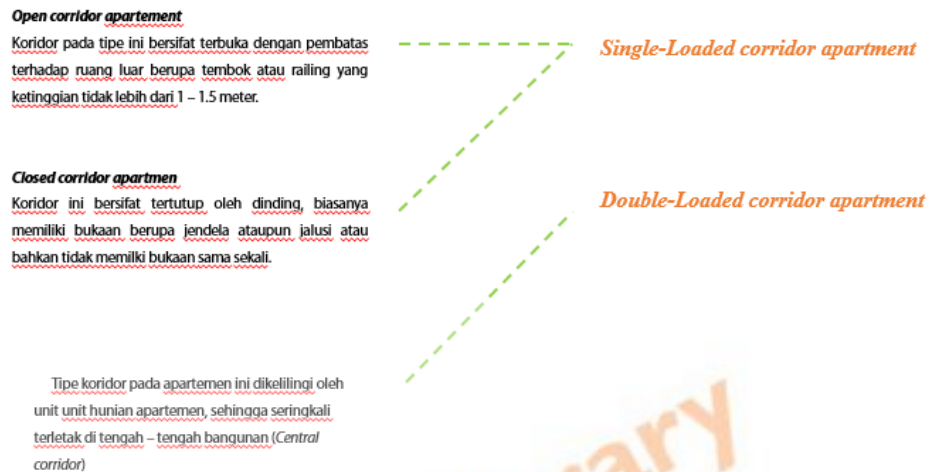 Open corridor apartement
Koridor pada tipe ini bersifat terbuka dengan pembatas
terhadap ruang luar berupa tembok atau railing yang
ketinggian tidak lebih dari 1 – 1.5 meter.
Single-Loaded corridor apartment
Closed corridor apartmen
Koridor ini bersifat tertutup oleh dinding, biasanya
memiliki bukaan berupa jendela ataupun jalusi atau
bahkan tidak memilki bukaan sama sekali.
Double-Loaded corridor apartment
Tipe koridor pada apartemen ini dikelilingi oleh
unit unit hunian apartemen, sehingga seringkali
terletak di tengah – tengah bangunan (Central
corridor)